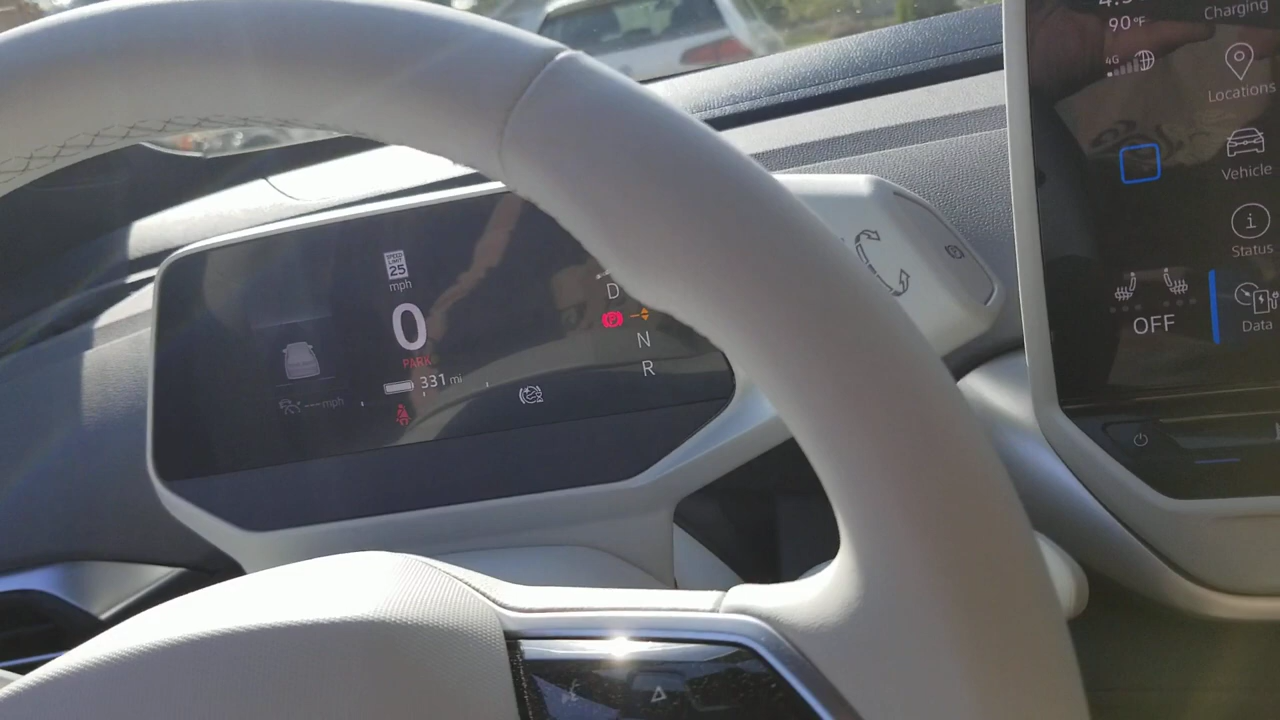 SPEED
LIMIT
25
mph
0
PARK
331 mi
---mph
D
P
N
R
90°F
4G
OFF
Charging
Locations
Vehicle
i
Status
Data